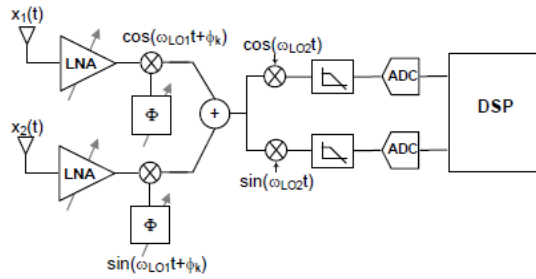 x₁(t)
cos(ω_LO1t+ϕ_k)
LNA
Φ
x₂(t)
LNA
Φ
sin(ω_LO1t+ϕ_k)
+
cos(ω_LO2t)
ADC
sin(ω_LO2t)
ADC
DSP